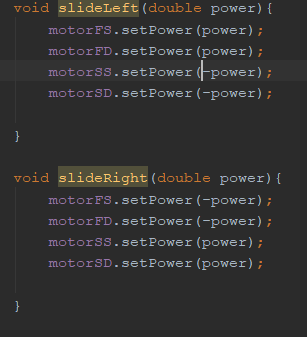 void slideLeft(double power){
motorFS.setPower(power);
motorFD.setPower(power);
motorSS.setPower(-power);
motorSD.setPower(-power);
}
void slideRight(double power){
motorFS.setPower(-power);
motorFD.setPower(-power);
motorSS.setPower(power);
motorSD.setPower(power);
}